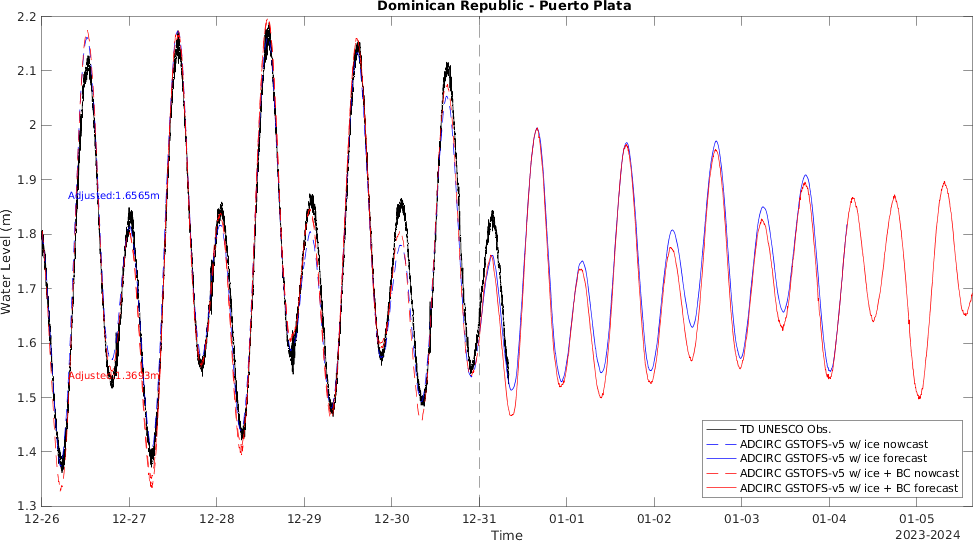 Dominican Republic - Puerto Plata
2.2
2.1
2
1.9
1.8
1.7
1.6
1.5
1.4
1.3
Water Level (m)
Adjusted:1.6565m
Adjusted:1.3693m
TD UNESCO Obs.
ADCIRC GSTOFS-v5 w/ ice nowcast
ADCIRC GSTOFS-v5 w/ ice forecast
ADCIRC GSTOFS-v5 w/ ice + BC nowcast
ADCIRC GSTOFS-v5 w/ ice + BC forecast
12-26 12-27 12-28 12-29 12-30 12-31 01-01 01-02 01-03 01-04 01-05
Time
2023-2024